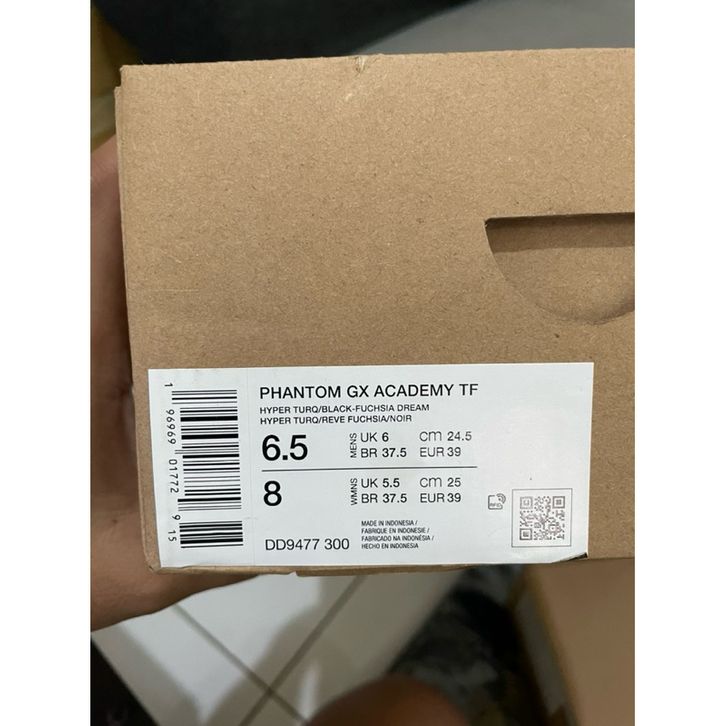 PHANTOM GX ACADEMY TF
HYPER TURQ/BLACK-FUCHSIA DREAM
HYPER TURQ/REVE FUCHSIA/NOIR
6.5 MENS UK 6 CM 24.5
BR 37.5 EUR 39
8 WMNS UK 5.5 CM 25
BR 37.5 EUR 39
DD9477 300
MADE IN INDONESIA /
FABRIQUE EN INDONESIE /
FABRICADO NA INDONÉSIA /
HECHO EN INDONESIA
RFID
1 96969 01772 9 15